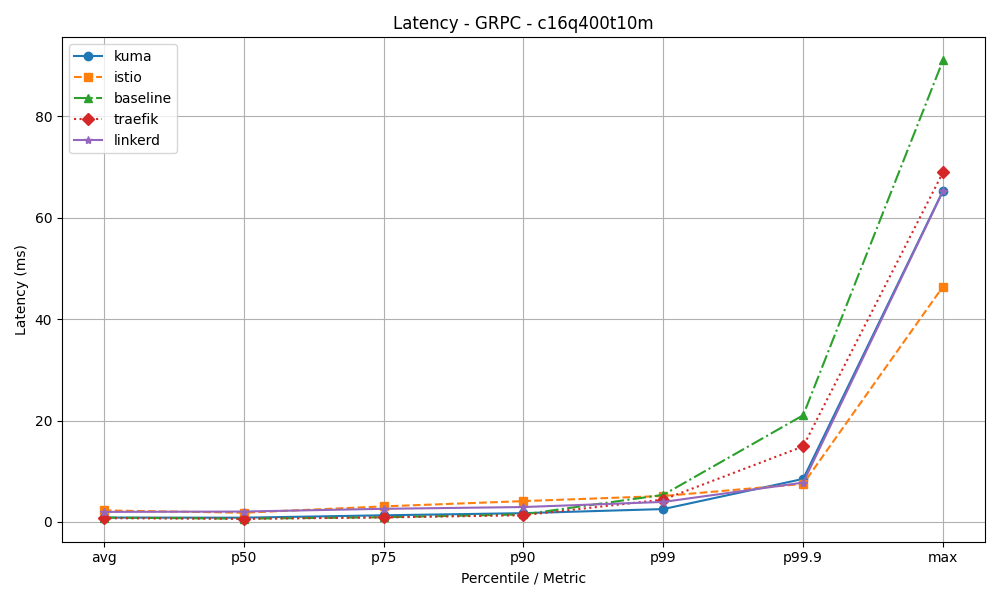 Latency - GRPC - c16q400t10m
kuma
istio
baseline
traefik
linkerd
Latency (ms)
80
60
40
20
0
avg p50 p75 p90 p99 p99.9 max
Percentile / Metric